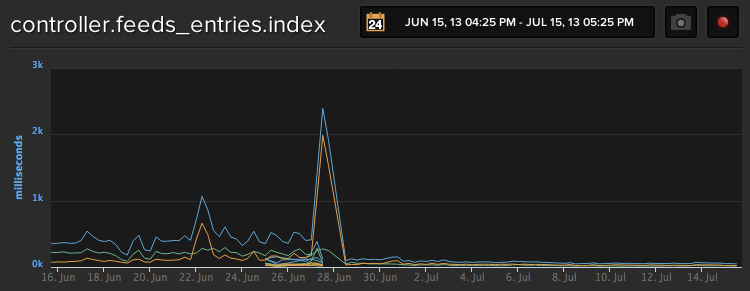 controller.feeds_entries.index
24
JUN 15, 13 04:25 PM - JUL 15, 13 05:25 PM
3k
2k
1k
0k
milliseconds
16. Jun 18. Jun 20. Jun 22. Jun 24. Jun 26. Jun 28. Jun 30. Jun 2. Jul 4. Jul 6. Jul 8. Jul 10. Jul 12. Jul 14. Jul